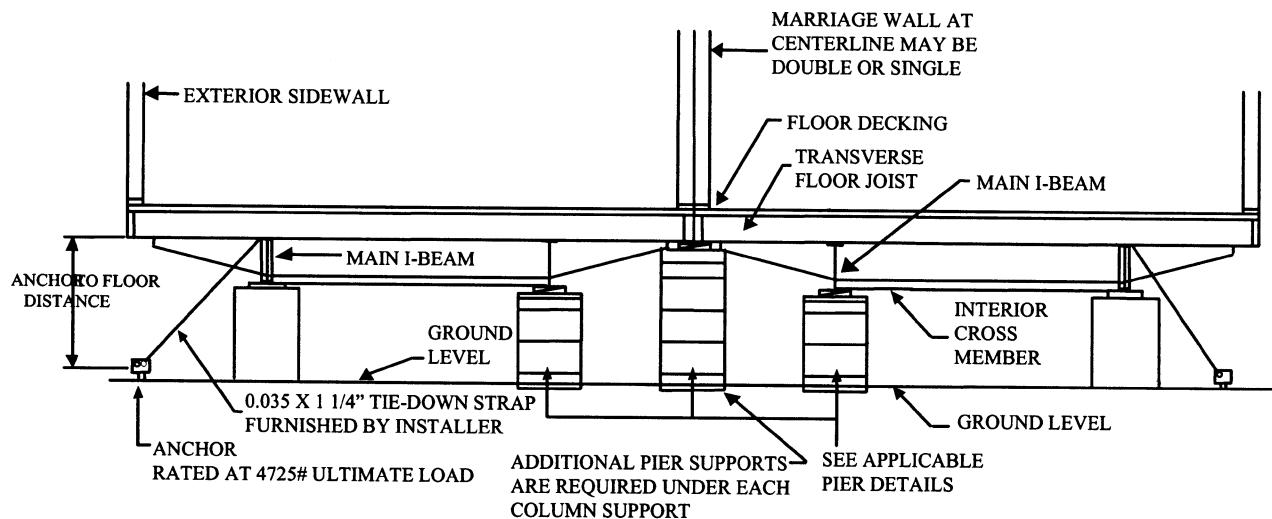 MARRIAGE WALL AT
CENTERLINE MAY BE
DOUBLE OR SINGLE
EXTERIOR SIDEWALL
FLOOR DECKING
TRANSVERSE
FLOOR JOIST
MAIN I-BEAM
MAIN I-BEAM
ANCHOR TO FLOOR
DISTANCE
GROUND
LEVEL
INTERIOR
CROSS
MEMBER
0.035 X 1 1/4” TIE-DOWN STRAP
FURNISHED BY INSTALLER
GROUND LEVEL
ANCHOR
RATED AT 4725# ULTIMATE LOAD
ADDITIONAL PIER SUPPORTS
ARE REQUIRED UNDER EACH
COLUMN SUPPORT
SEE APPLICABLE
PIER DETAILS